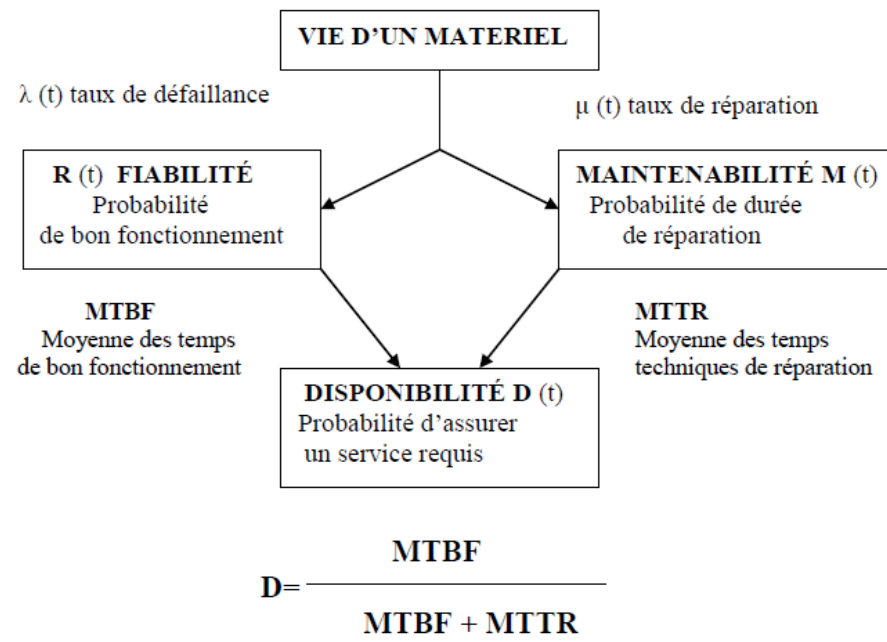 VIE D'UN MATERIEL
λ (t) taux de défaillance
µ (t) taux de réparation
R (t) FIABILITÉ
Probabilité
de bon fonctionnement
MAINTENABILITÉ M (t)
Probabilité de durée
de réparation
MTBF
Moyenne des temps
de bon fonctionnement
MTTR
Moyenne des temps
techniques de réparation
DISPONIBILITÉ D (t)
Probabilité d'assurer
un service requis
MTBF
D=
MTBF + MTTR